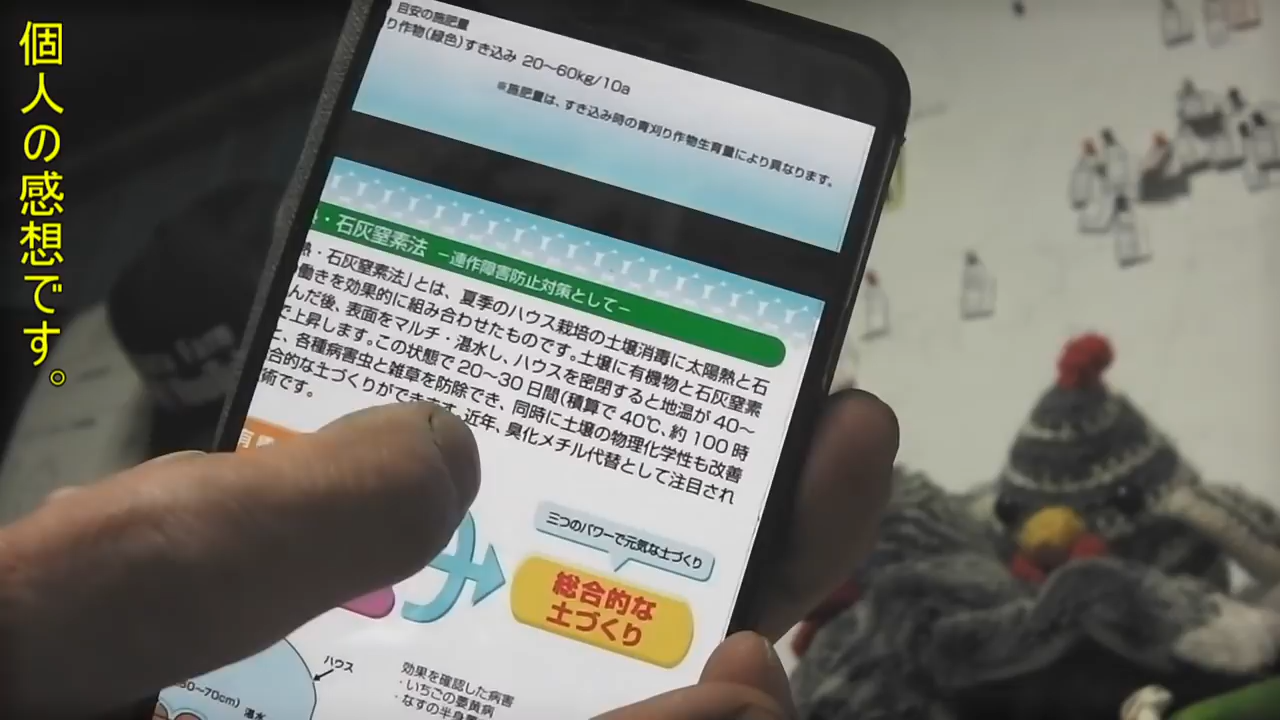 個人の感想です。
目安の施肥量
り作物(緑色)すき込み 20～60kg/10a
※施肥量は、すき込み時の青刈り作物生育量により異なります。
・石灰窒素法 −連作障害防止対策として−
・石灰窒素法」とは、夏季のハウス栽培の土壌消毒に太陽熱と石
働きを効果的に組み合わせたものです。土壌に有機物と石灰窒素
んだ後、表面をマルチ・湛水し、ハウスを密閉すると地温が40～
で上昇します。この状態で20～30日間(積算で40℃、約100時
、各種病害虫と雑草を防除でき、同時に土壌の物理化学性も改善
合的な土づくりができます。近年、臭化メチル代替として注目され
術です。
三つのパワーで元気な土づくり
総合的な
土づくり
ハウス
0～70cm)
湛水
効果を確認した病害
・いちごの萎黄病
なすの半身